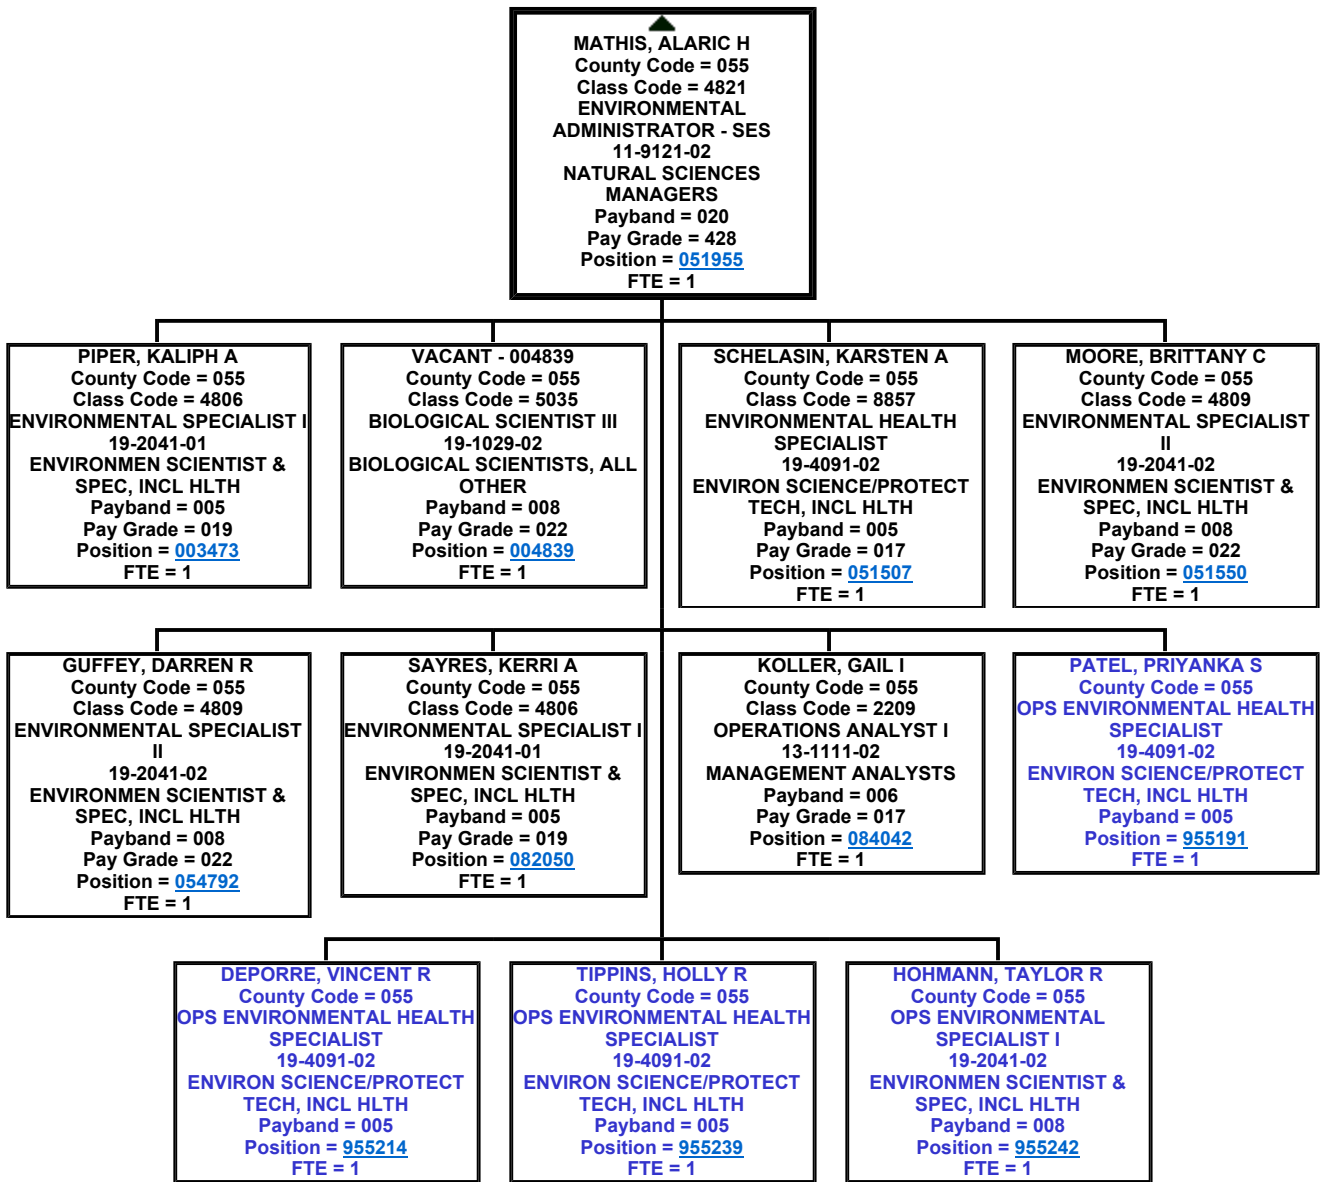 MATHIS, ALARIC H
County Code = 055
Class Code = 4821
ENVIRONMENTAL
ADMINISTRATOR - SES
11-9121-02
NATURAL SCIENCES
MANAGERS
Payband = 020
Pay Grade = 428
Position = 051955
FTE = 1
PIPER, KALIPH A
County Code = 055
Class Code = 4806
ENVIRONMENTAL SPECIALIST I
19-2041-01
ENVIRONMEN SCIENTIST &
SPEC, INCL HLTH
Payband = 005
Pay Grade = 019
Position = 003473
FTE = 1
VACANT - 004839
County Code = 055
Class Code = 5035
BIOLOGICAL SCIENTIST III
19-1029-02
BIOLOGICAL SCIENTISTS, ALL
OTHER
Payband = 008
Pay Grade = 022
Position = 004839
FTE = 1
SCHELASIN, KARSTEN A
County Code = 055
Class Code = 8857
ENVIRONMENTAL HEALTH
SPECIALIST
19-4091-02
ENVIRON SCIENCE/PROTECT
TECH, INCL HLTH
Payband = 005
Pay Grade = 017
Position = 051507
FTE = 1
MOORE, BRITTANY C
County Code = 055
Class Code = 4809
ENVIRONMENTAL SPECIALIST
II
19-2041-02
ENVIRONMEN SCIENTIST &
SPEC, INCL HLTH
Payband = 008
Pay Grade = 022
Position = 051550
FTE = 1
GUFFEY, DARREN R
County Code = 055
Class Code = 4809
ENVIRONMENTAL SPECIALIST
II
19-2041-02
ENVIRONMEN SCIENTIST &
SPEC, INCL HLTH
Payband = 008
Pay Grade = 022
Position = 054792
FTE = 1
SAYRES, KERRI A
County Code = 055
Class Code = 4806
ENVIRONMENTAL SPECIALIST I
19-2041-01
ENVIRONMEN SCIENTIST &
SPEC, INCL HLTH
Payband = 005
Pay Grade = 019
Position = 082050
FTE = 1
KOLLER, GAIL I
County Code = 055
Class Code = 2209
OPERATIONS ANALYST I
13-1111-02
MANAGEMENT ANALYSTS
Payband = 006
Pay Grade = 017
Position = 084042
FTE = 1
PATEL, PRIYANKA S
County Code = 055
OPS ENVIRONMENTAL HEALTH
SPECIALIST
19-4091-02
ENVIRON SCIENCE/PROTECT
TECH, INCL HLTH
Payband = 005
Position = 955191
FTE = 1
DEPORRE, VINCENT R
County Code = 055
OPS ENVIRONMENTAL HEALTH
SPECIALIST
19-4091-02
ENVIRON SCIENCE/PROTECT
TECH, INCL HLTH
Payband = 005
Position = 955214
FTE = 1
TIPPINS, HOLLY R
County Code = 055
OPS ENVIRONMENTAL HEALTH
SPECIALIST
19-4091-02
ENVIRON SCIENCE/PROTECT
TECH, INCL HLTH
Payband = 005
Position = 955239
FTE = 1
HOHMANN, TAYLOR R
County Code = 055
OPS ENVIRONMENTAL
SPECIALIST I
19-2041-02
ENVIRONMEN SCIENTIST &
SPEC, INCL HLTH
Payband = 008
Position = 955242
FTE = 1